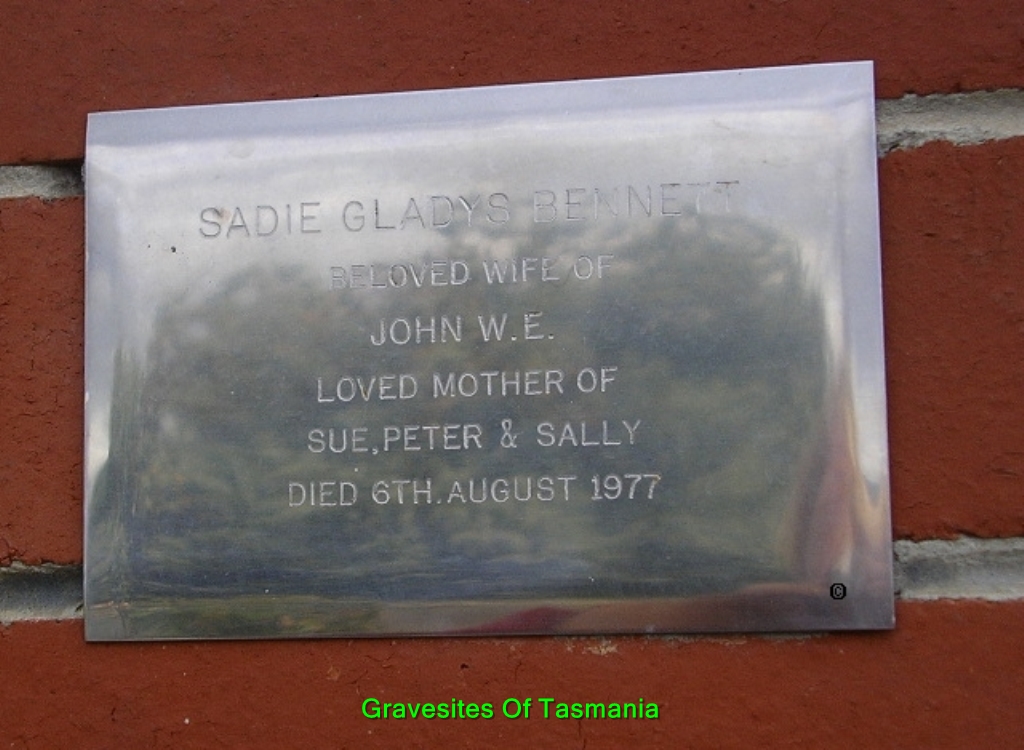 SADIE GLADYS BENNETT
BELOVED WIFE OF
JOHN W.E.
LOVED MOTHER OF
SUE,PETER & SALLY
DIED 6TH.AUGUST 1977
©
Gravesites Of Tasmania